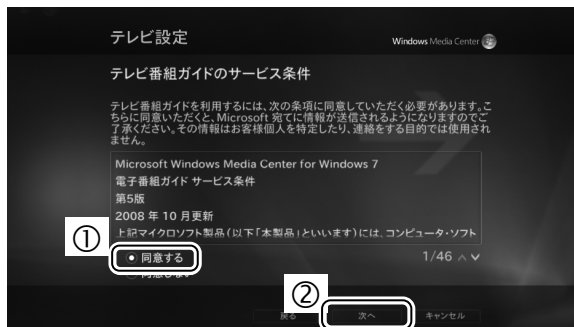 テレビ設定
Windows Media Center
テレビ番組ガイドのサービス条件
テレビ番組ガイドを利用するには、次の条項に同意していただく必要があります。こ
ちらに同意いただくと、Microsoft 宛てに情報が送信されるようになりますのでご
了承ください。その情報はお客様個人を特定したり、連絡をする目的では使用され
ません。
Microsoft Windows Media Center for Windows 7
電子番組ガイド サービス条件
第5版
2008 年 10 月更新
上記マイクロソフト製品(以下「本製品」といいます)には、コンピュータ・ソフト
①
同意する
1/46
同意しない
②
戻る
次へ
キャンセル